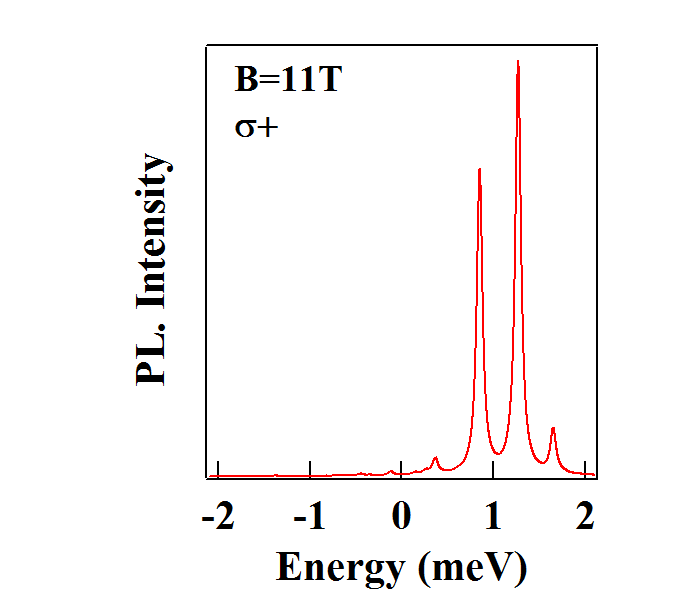 B=11T
σ+
PL. Intensity
-2 -1 0 1 2
Energy (meV)